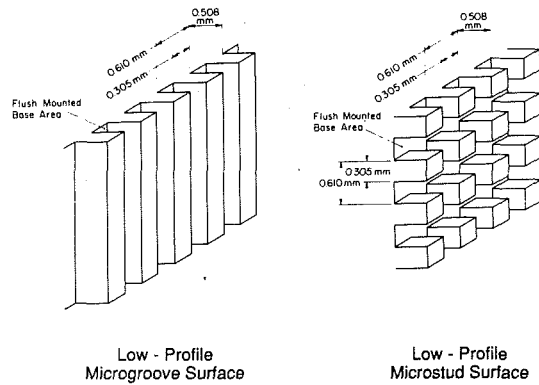 0.508
mm
0.610 mm
0.305 mm
Flush Mounted
Base Area
Low - Profile
Microgroove Surface
0.508
mm
0.610 mm
0.305 mm
Flush Mounted
Base Area
0.305 mm
0.610 mm
Low - Profile
Microstud Surface